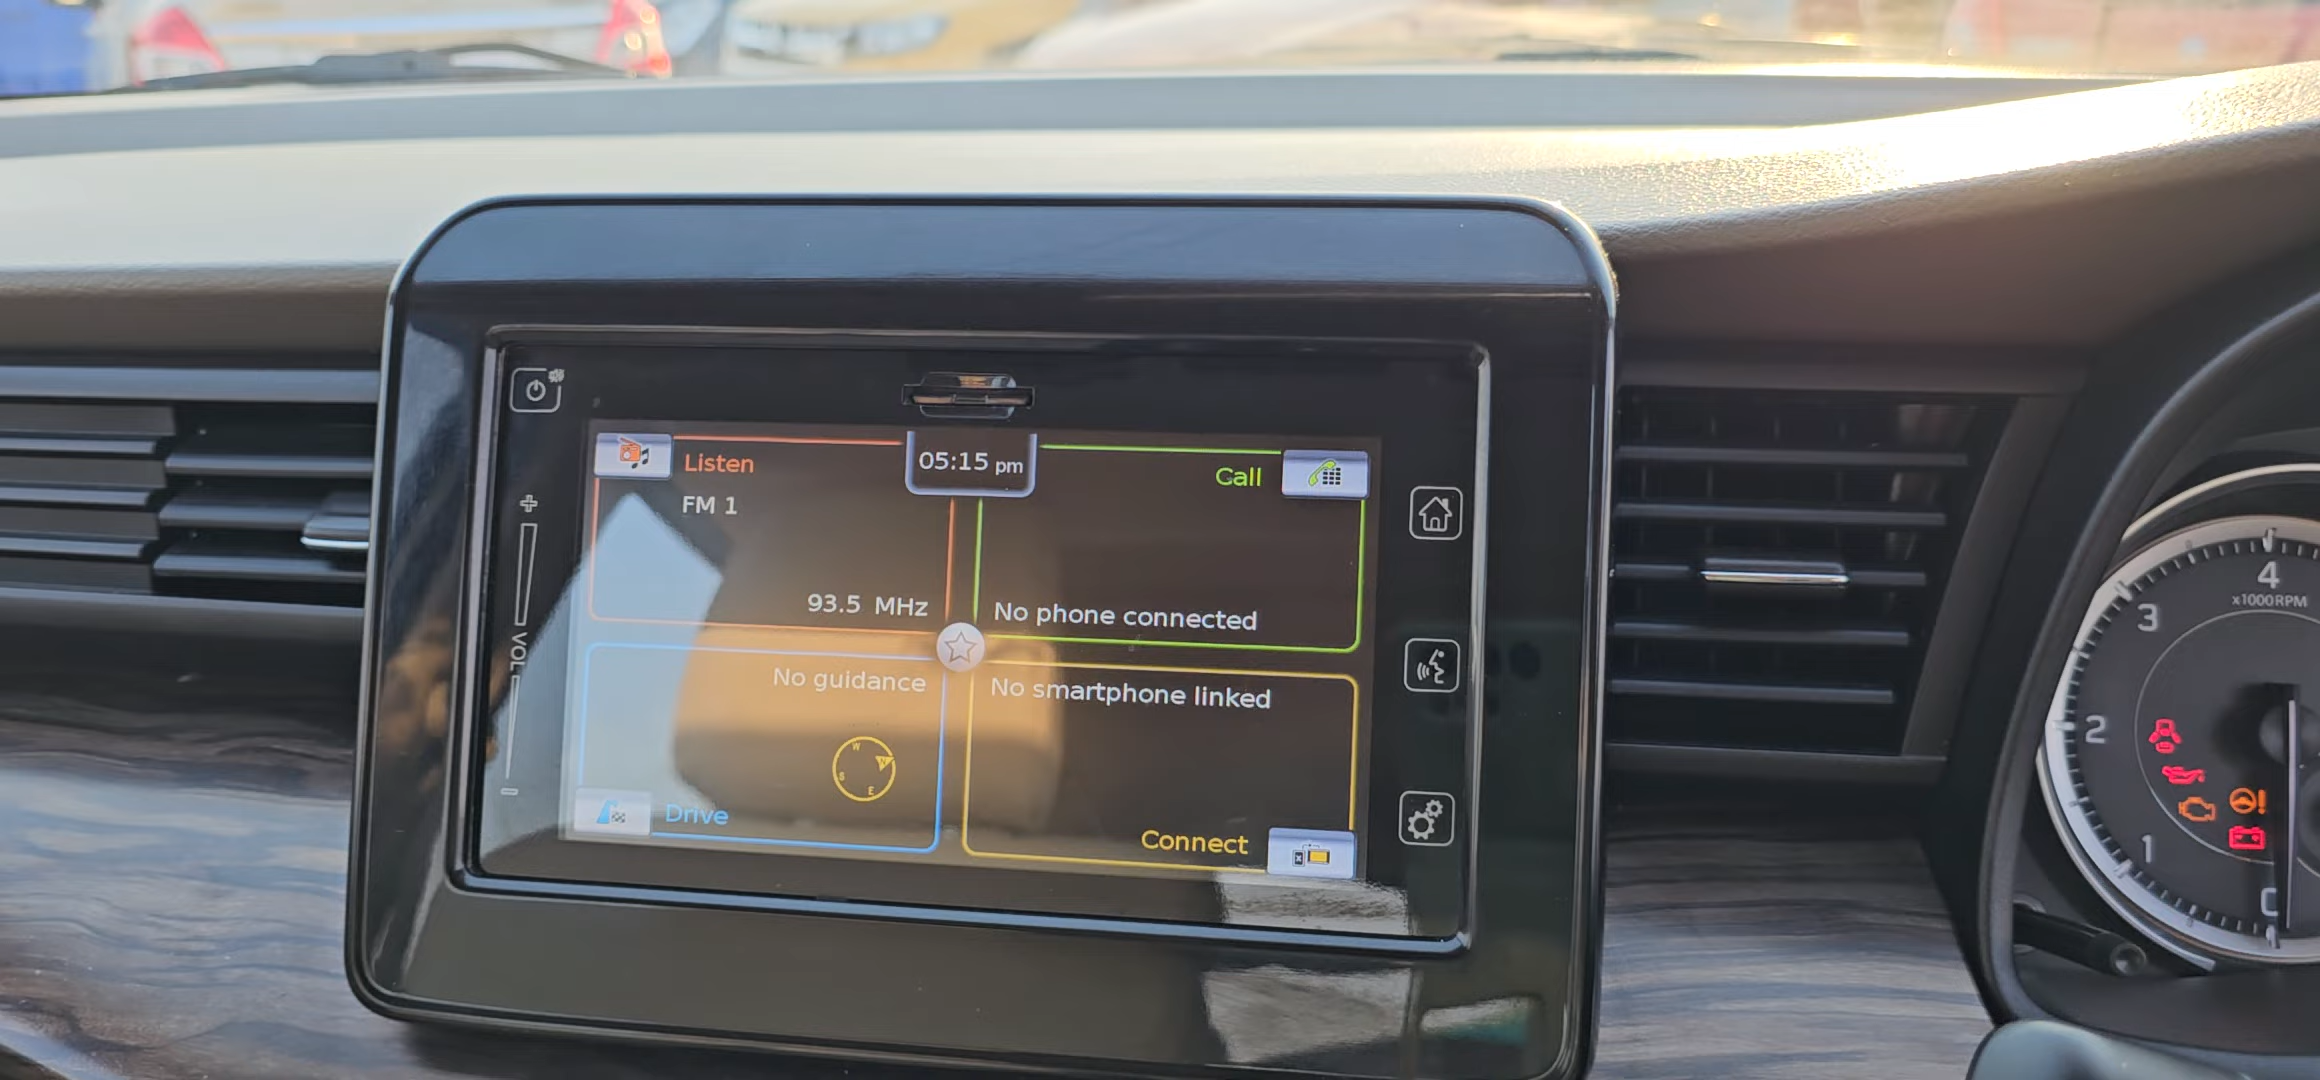 05:15 pm
Listen
FM 1
93.5 MHz
Call
No phone connected
No guidance
W
N
S
E
Drive
No smartphone linked
Connect
VOL
4
x1000RPM
3
2
1
0